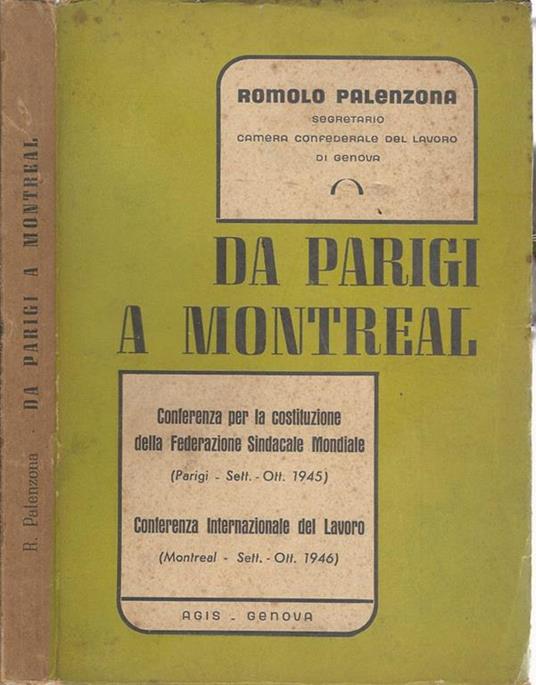 R. Palenzona . DA PARIGI A MONTREAL
ROMOLO PALENZONA
SEGRETARIO
CAMERA CONFEDERALE DEL LAVORO
DI GENOVA
DA PARIGI
A MONTREAL
Conferenza per la costituzione
della Federazione Sindacale Mondiale
(Parigi - Sett. - Ott. 1945)
Conferenza Internazionale del Lavoro
(Montreal - Sett. - Ott. 1946)
AGIS - GENOVA